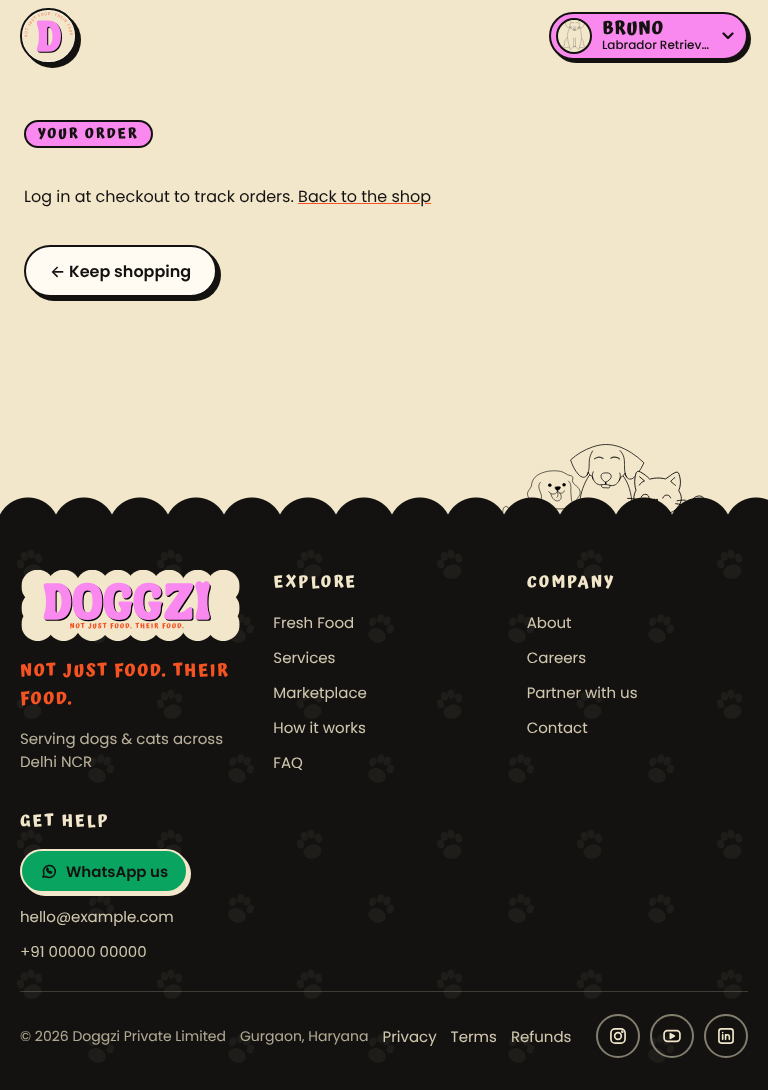 D
BRUNO
Labrador Retriev...
YOUR ORDER
Log in at checkout to track orders. Back to the shop
← Keep shopping
DOGGZI
NOT JUST FOOD. THEIR FOOD.
NOT JUST FOOD. THEIR
FOOD.
Serving dogs & cats across
Delhi NCR
EXPLORE
Fresh Food
Services
Marketplace
How it works
FAQ
COMPANY
About
Careers
Partner with us
Contact
GET HELP
WhatsApp us
hello@example.com
+91 00000 00000
© 2026 Doggzi Private Limited Gurgaon, Haryana Privacy Terms Refunds